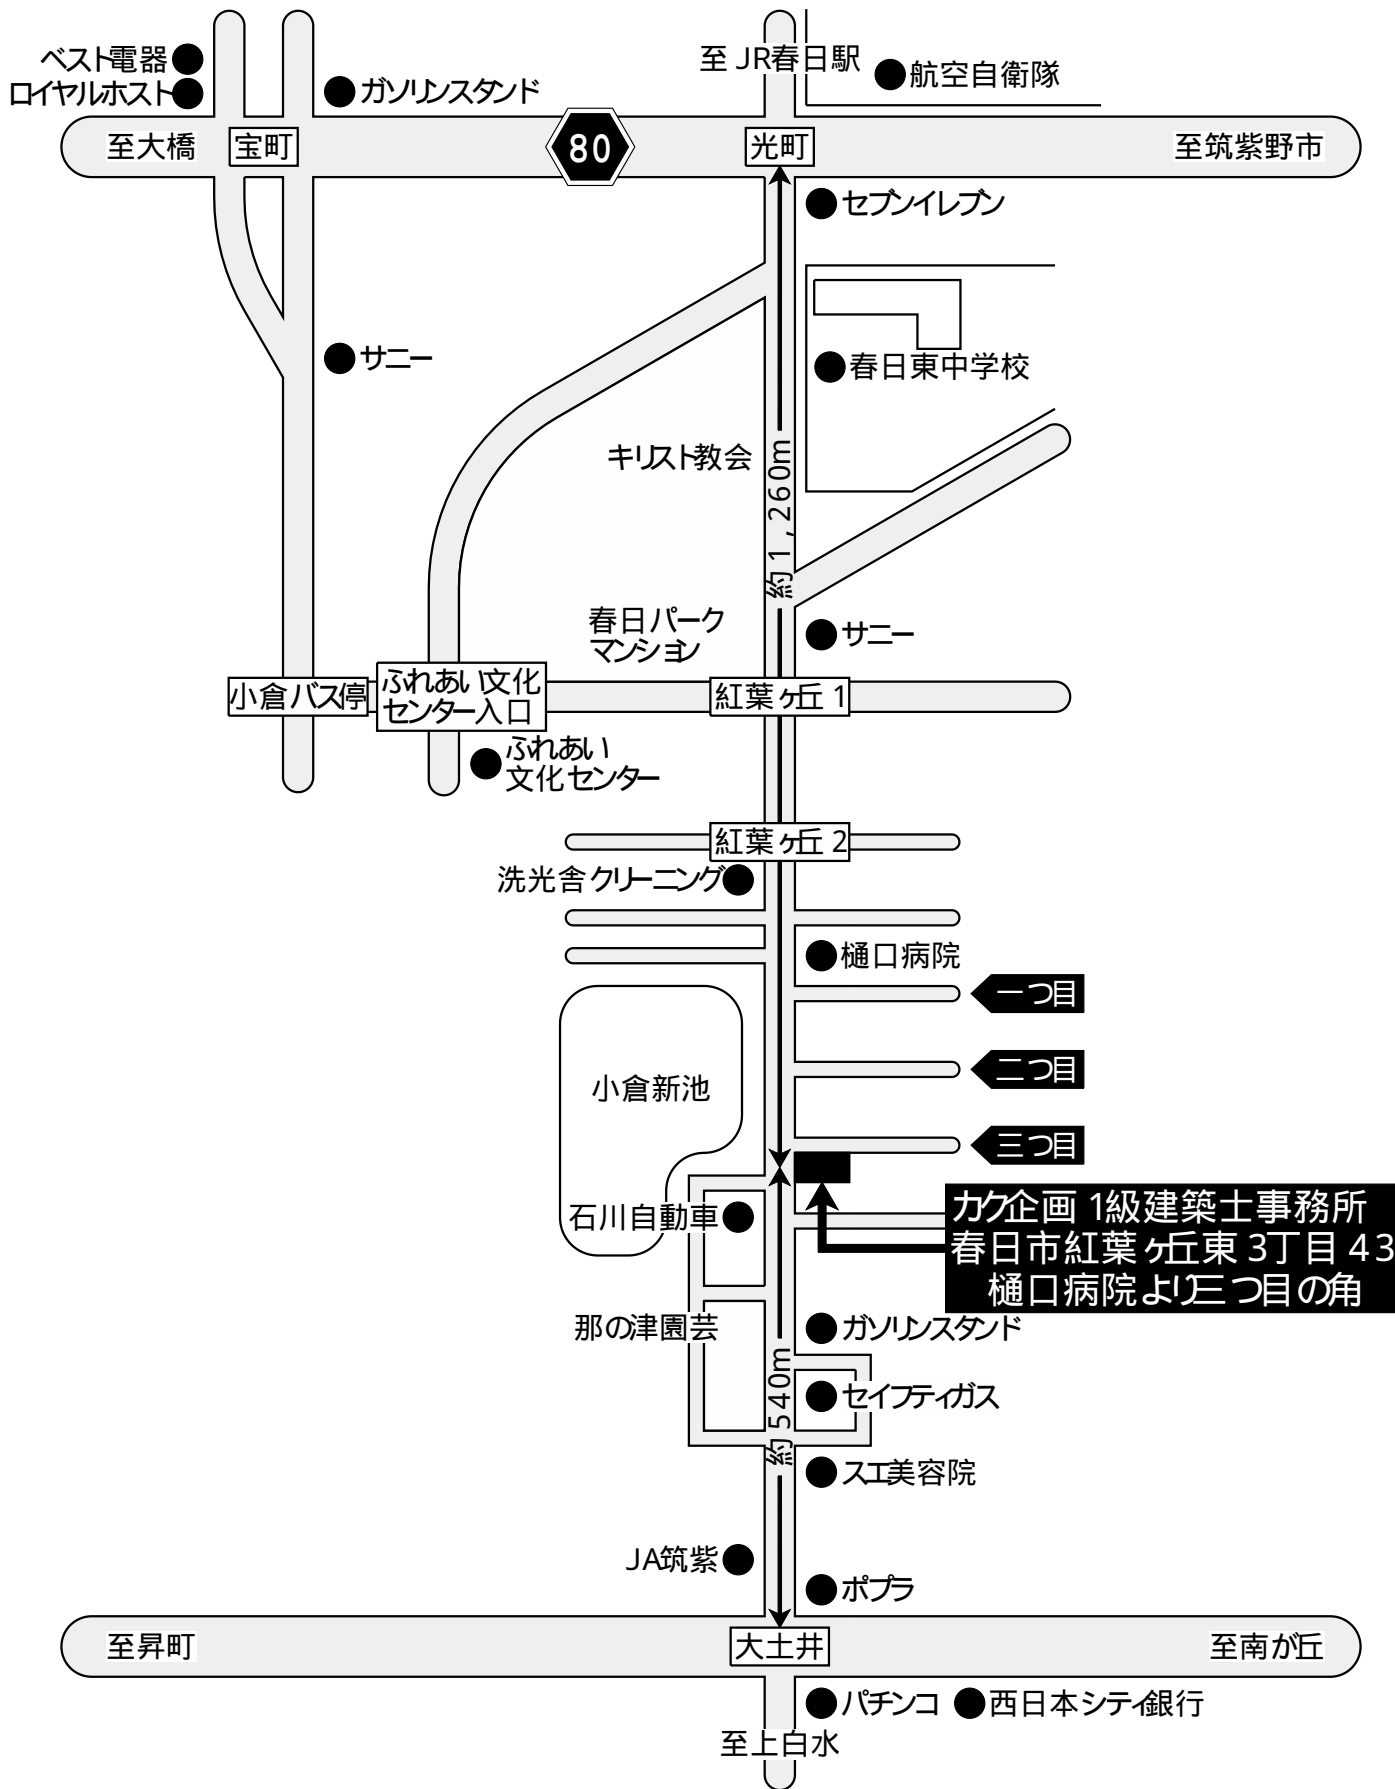 至JR春日駅
ベスト電器
航空自衛隊
ロイヤルホスト
ガソリンスタンド
至大橋
宝町
80
光町
至筑紫野市
セブンイレブン
サニー
春日東中学校
キリスト教会
約1,260m
春日パーク
マンション
サニー
小倉バス停
ふれあい文化
センター入口
紅葉ヶ丘1
ふれあい
文化センター
紅葉ヶ丘2
洗光舎クリーニング
樋口病院
一つ目
二つ目
小倉新池
三つ目
石川自動車
カク企画1級建築士事務所
春日市紅葉ヶ丘東3丁目43
樋口病院より三つ目の角
那の津園芸
ガソリンスタンド
約540m
セイフティガス
スエ美容院
JA筑紫
ポプラ
至昇町
大土井
至南が丘
パチンコ
西日本シティ銀行
至上白水